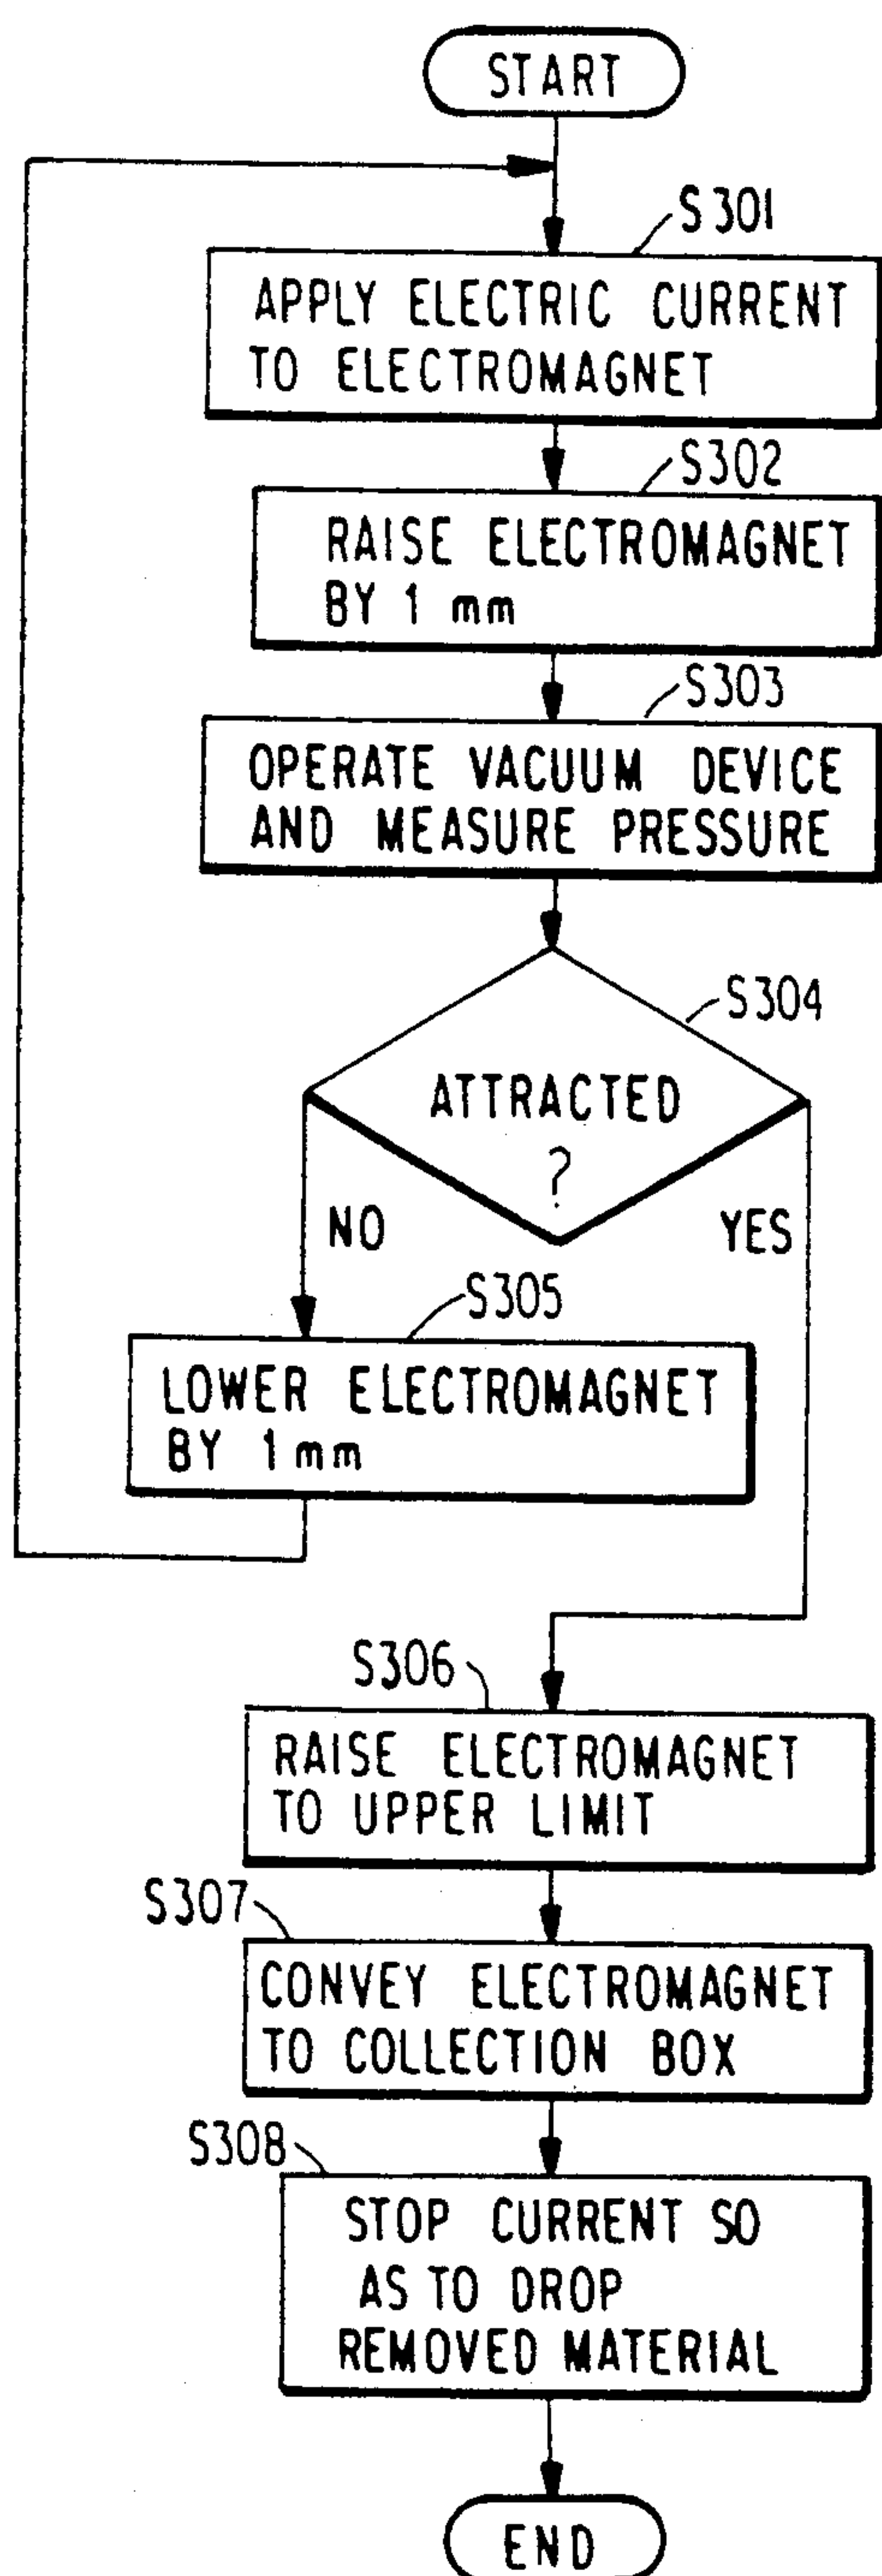 START
S301
APPLY ELECTRIC CURRENT
TO ELECTROMAGNET
S302
RAISE ELECTROMAGNET
BY 1 mm
S303
OPERATE VACUUM DEVICE
AND MEASURE PRESSURE
S304
ATTRACTED
?
NO
YES
S305
LOWER ELECTROMAGNET
BY 1mm
S306
RAISE ELECTROMAGNET
TO UPPER LIMIT
S307
CONVEY ELECTROMAGNET
TO COLLECTION BOX
S308
STOP CURRENT SO
AS TO DROP
REMOVED MATERIAL
END